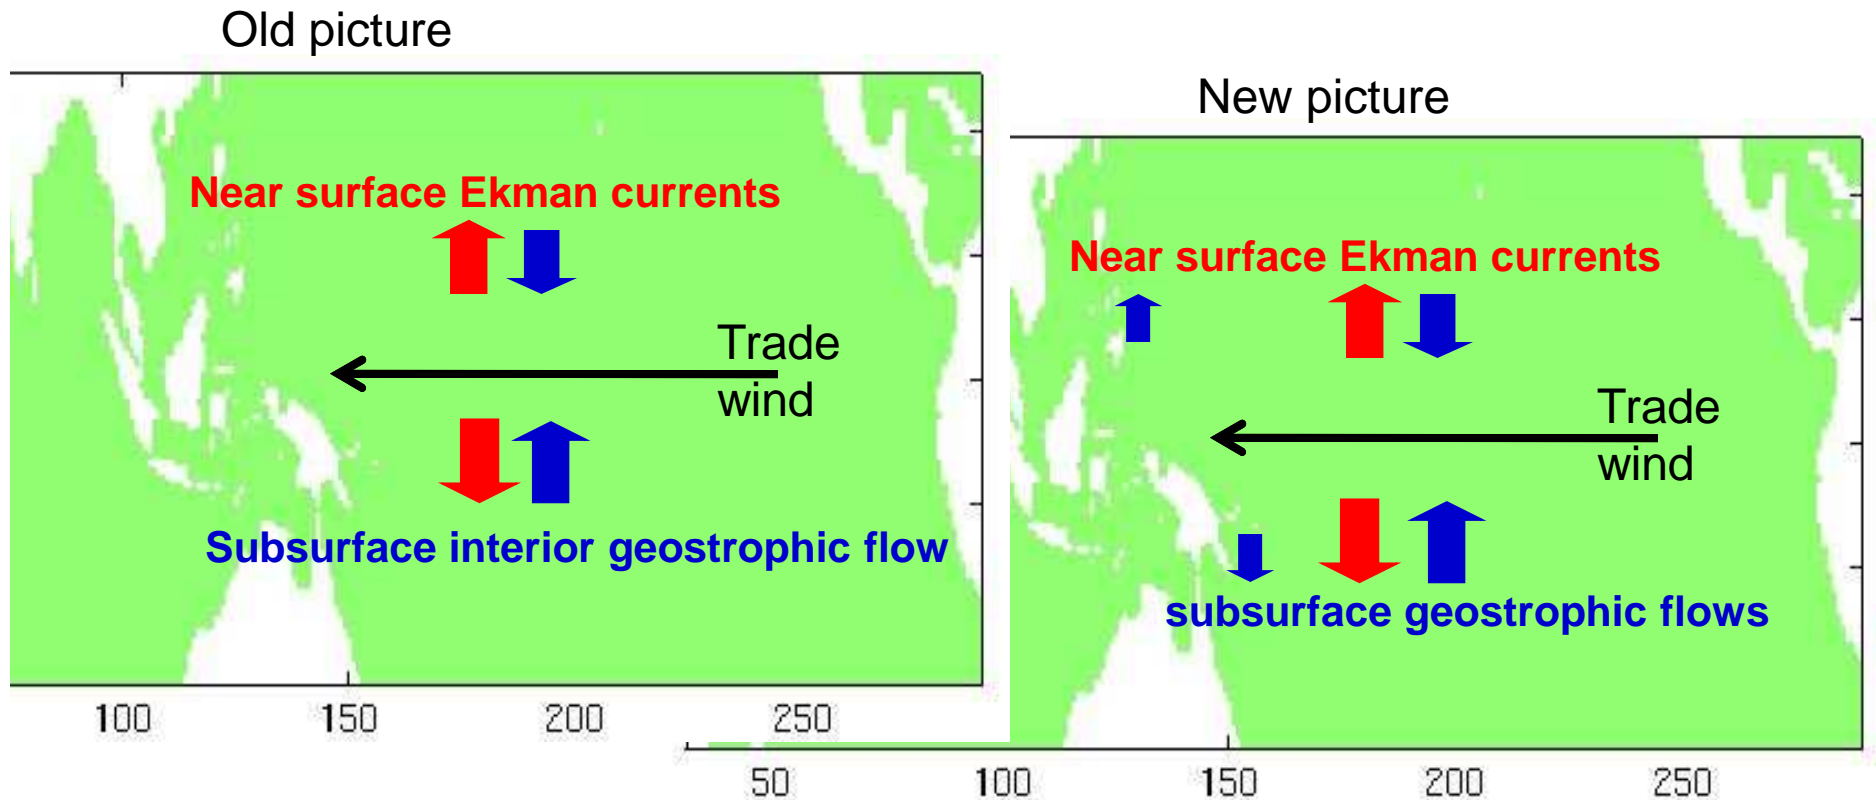 Old picture
Near surface Ekman currents
Trade
wind
Subsurface interior geostrophic flow
100 150 200 250
New picture
Near surface Ekman currents
Trade
wind
subsurface geostrophic flows
50 100 150 200 250